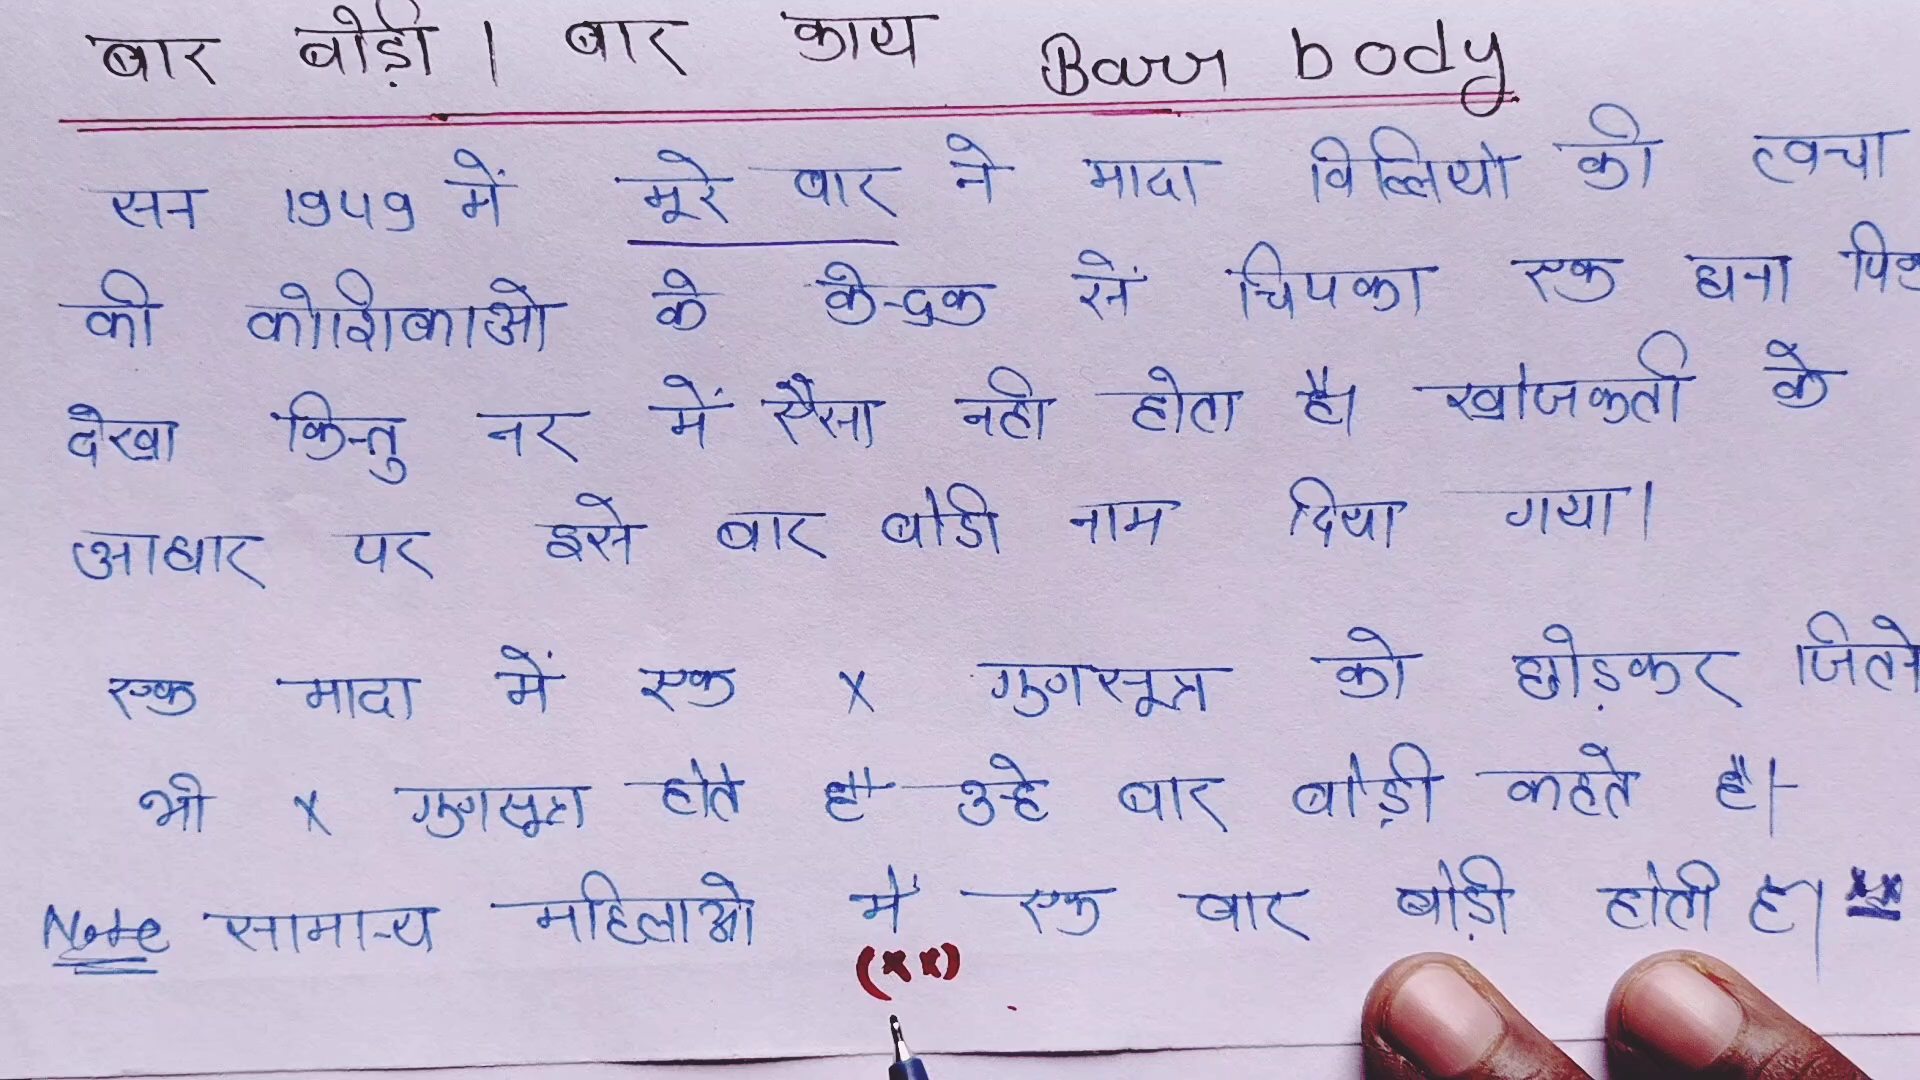 बार बोड़ी । बार काय Barr body
सन 1949 में मूरे बार ने मादा बिल्लियो की त्वचा
की कोशिकाओ के केन्द्रक सें चिपका एक घना
देखा किन्तु नर में ऐसा नही होता है। खोजकर्ता के
आधार पर इसे बार बोडी नाम दिया गया।
एक मादा में एक X गुणसूत्र को छोड़कर जितने
भी X गुणसूत्र होते है उन्हे बार बोड़ी कहते है।
Note सामान्य महिलाओ में एक बार बोड़ी होती है।
(XX)